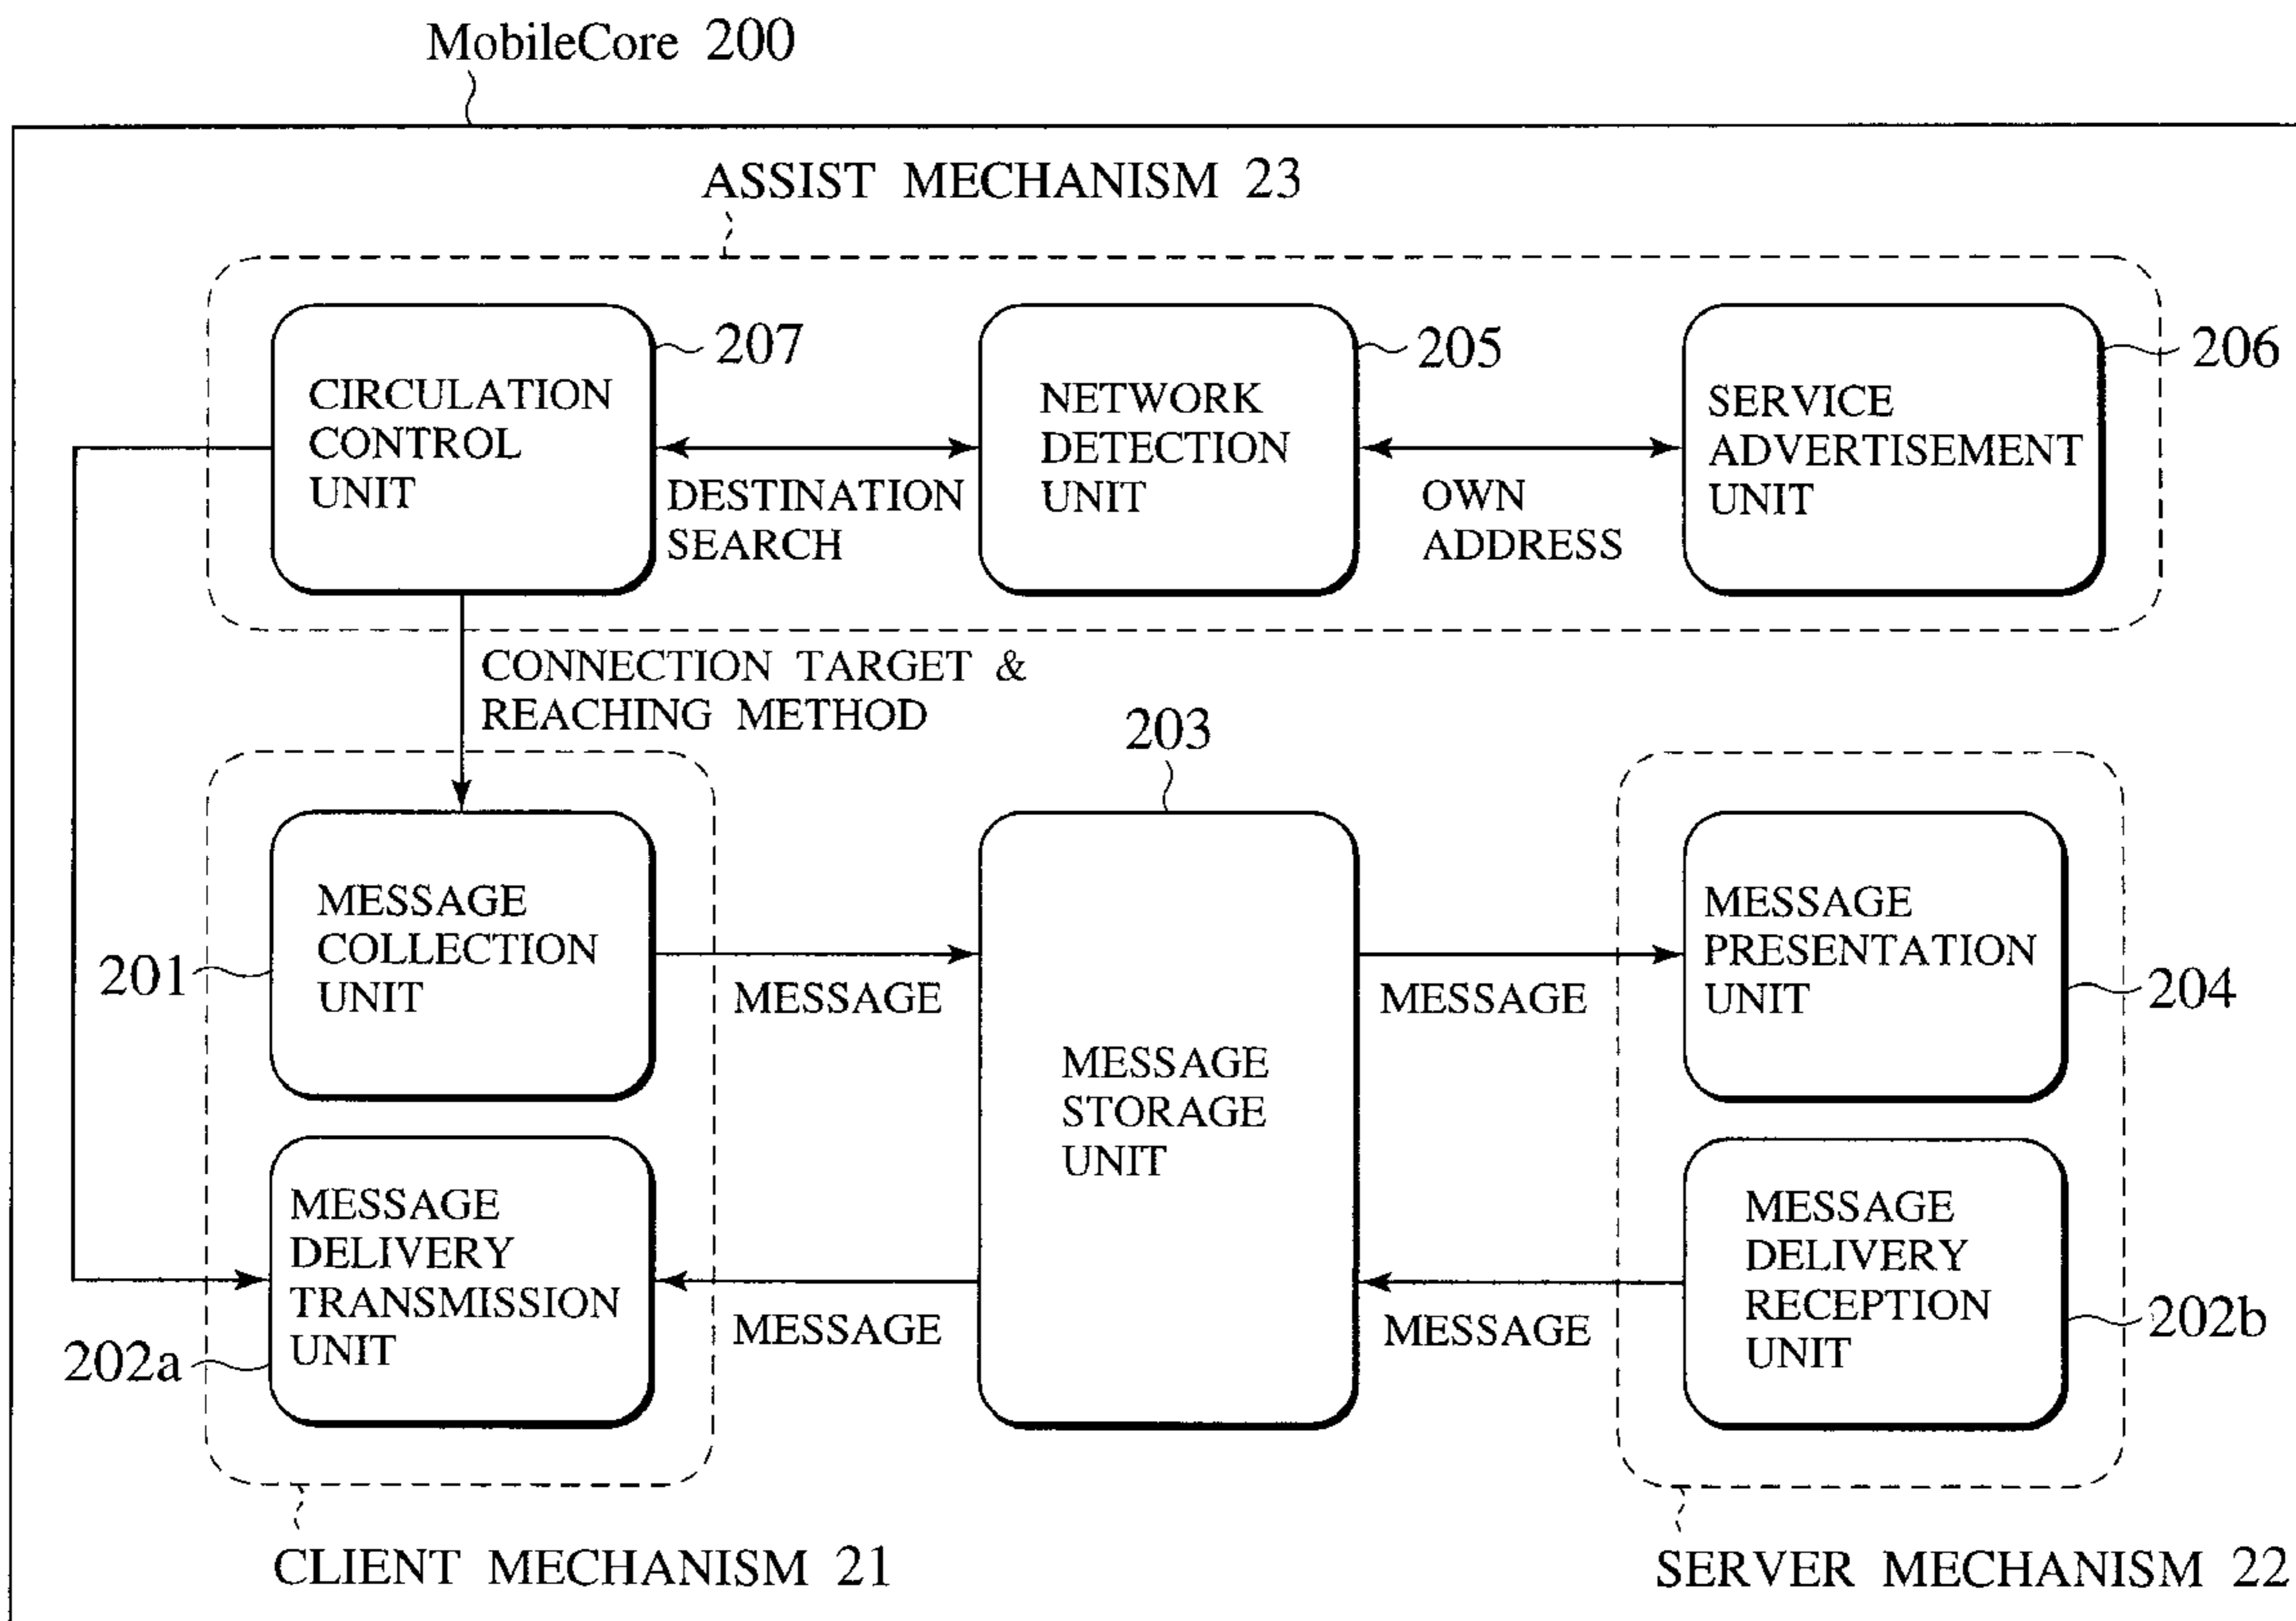 MobileCore 200
ASSIST MECHANISM 23
CIRCULATION
CONTROL
UNIT
207
DESTINATION
SEARCH
NETWORK
DETECTION
UNIT
205
OWN
ADDRESS
SERVICE
ADVERTISEMENT
UNIT
206
CONNECTION TARGET &
REACHING METHOD
203
MESSAGE
COLLECTION
UNIT
201
MESSAGE
MESSAGE
STORAGE
UNIT
MESSAGE
MESSAGE
PRESENTATION
UNIT
204
MESSAGE
DELIVERY
TRANSMISSION
UNIT
202a
MESSAGE
MESSAGE
MESSAGE
DELIVERY
RECEPTION
UNIT
202b
CLIENT MECHANISM 21
SERVER MECHANISM 22